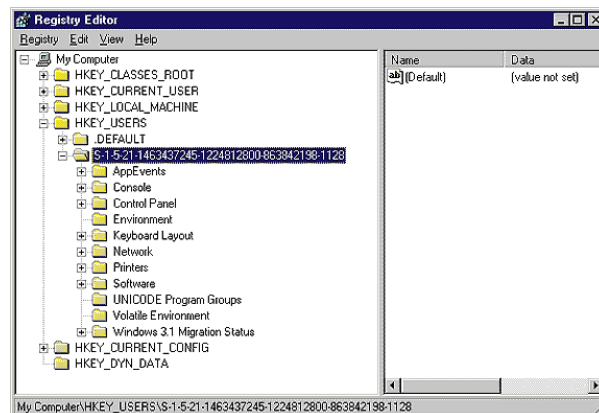 Registry Editor
Registry Edit View Help
My Computer
HKEY_CLASSES_ROOT
HKEY_CURRENT_USER
HKEY_LOCAL_MACHINE
HKEY_USERS
.DEFAULT
S-1-5-21-1463437245-1224812800-863842198-1128
AppEvents
Console
Control Panel
Environment
Keyboard Layout
Network
Printers
Software
UNICODE Program Groups
Volatile Environment
Windows 3.1 Migration Status
HKEY_CURRENT_CONFIG
HKEY_DYN_DATA
Name Data
ab (Default) (value not set)
My Computer\HKEY_USERS\S-1-5-21-1463437245-1224812800-863842198-1128